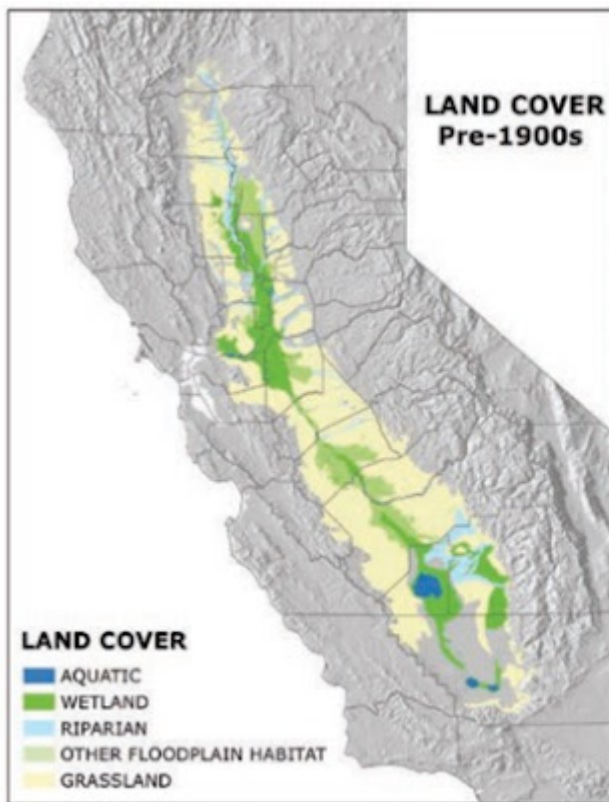 LAND COVER
Pre-1900s
LAND COVER
AQUATIC
WETLAND
RIPARIAN
OTHER FLOODPLAIN HABITAT
GRASSLAND